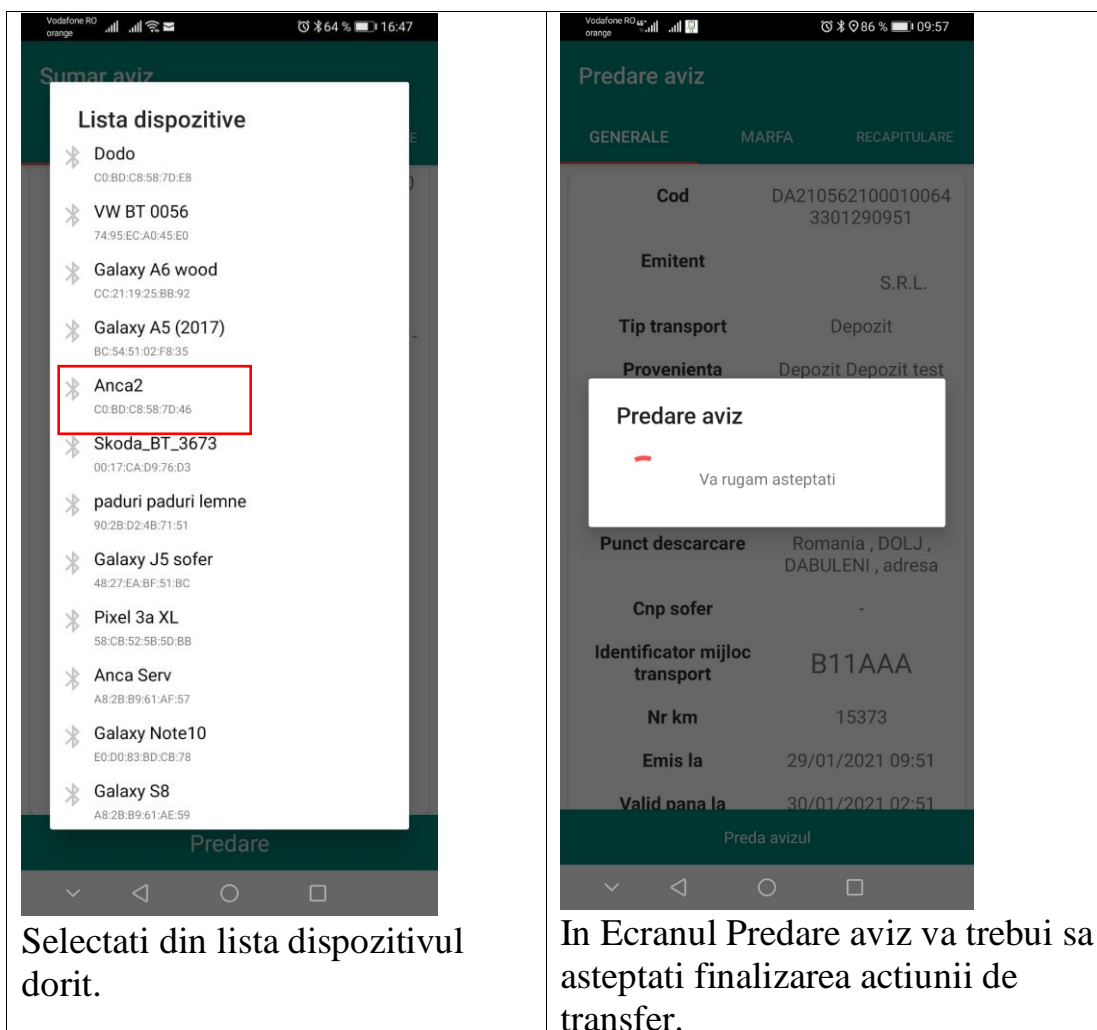 Vodafone RO
orange
64 % 16:47
Sumar aviz
Lista dispozitive
Dodo
C0:BD:C8:58:7D:E8
VW BT 0056
74:95:EC:A0:45:E0
Galaxy A6 wood
CC:21:19:25:BB:92
Galaxy A5 (2017)
BC:54:51:02:F8:35
Anca2
C0:BD:C8:58:7D:46
Skoda_BT_3673
00:17:CA:D9:76:D3
paduri paduri lemne
90:2B:D2:4B:71:51
Galaxy J5 sofer
48:27:EA:BF:51:BC
Pixel 3a XL
58:CB:52:5B:5D:BB
Anca Serv
A8:2B:B9:61:AF:57
Galaxy Note10
E0:D0:83:BD:CB:78
Galaxy S8
A8:2B:B9:61:AE:59
Predare
Selectati din lista dispozitivul
dorit.
Vodafone RO
orange
86 % 09:57
Predare aviz
GENERALE MARFA RECAPITULARE
Cod DA210562100010064
3301290951
Emitent
S.R.L.
Tip transport Depozit
Provenienta Depozit Depozit test
Predare aviz
Va rugam asteptati
Punct descarcare Romania , DOLJ ,
DABULENI , adresa
Cnp sofer -
Identificator mijloc
transport B11AAA
Nr km 15373
Emis la 29/01/2021 09:51
Valid pana la 30/01/2021 02:51
Preda avizul
In Ecranul Predare aviz va trebui sa
asteptati finalizarea actiunii de
transfer.